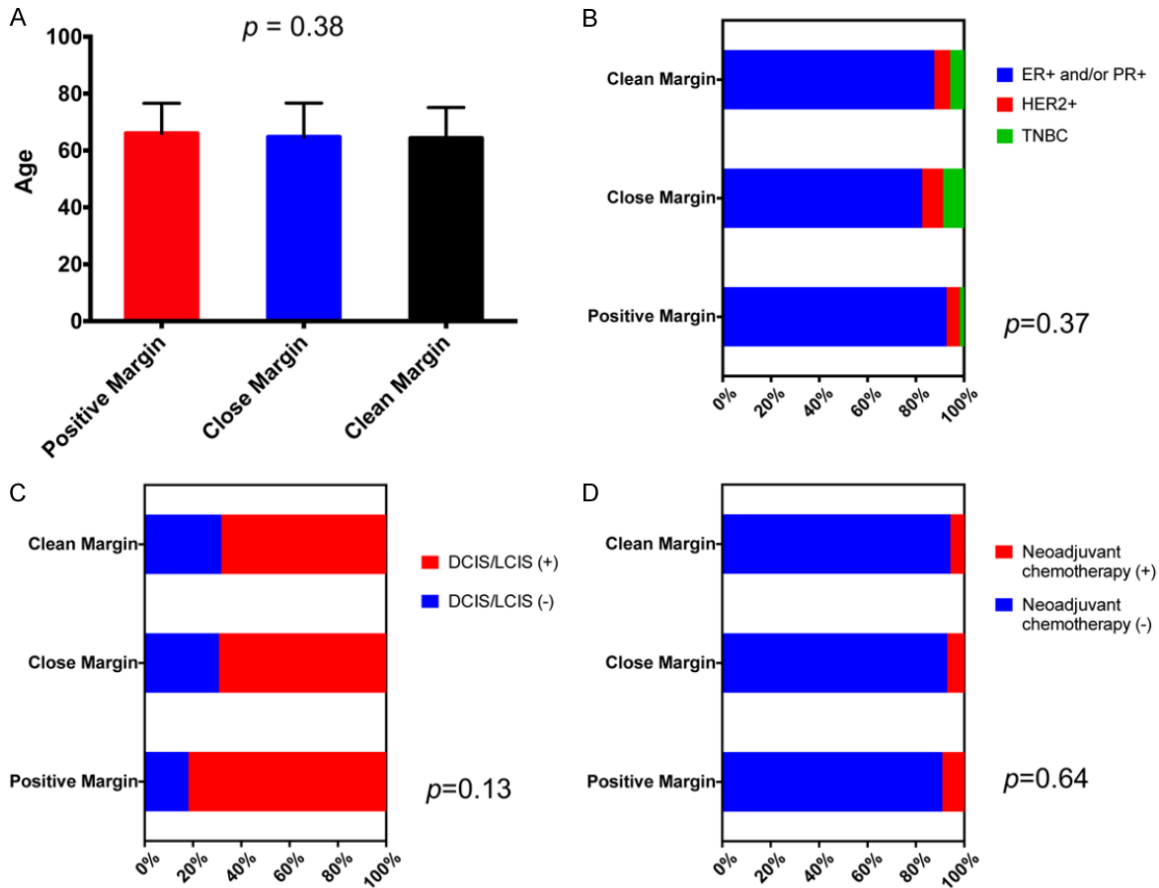 A
p = 0.38
100
80
60
40
20
0
Age
Positive Margin
Close Margin
Clean Margin
B
Clean Margin
Close Margin
Positive Margin
0%
20%
40%
60%
80%
100%
ER+ and/or PR+
HER2+
TNBC
p=0.37
C
Clean Margin
Close Margin
Positive Margin
0%
20%
40%
60%
80%
100%
DCIS/LCIS (+)
DCIS/LCIS (-)
p=0.13
D
Clean Margin
Close Margin
Positive Margin
0%
20%
40%
60%
80%
100%
Neoadjuvant
chemotherapy (+)
Neoadjuvant
chemotherapy (-)
p=0.64